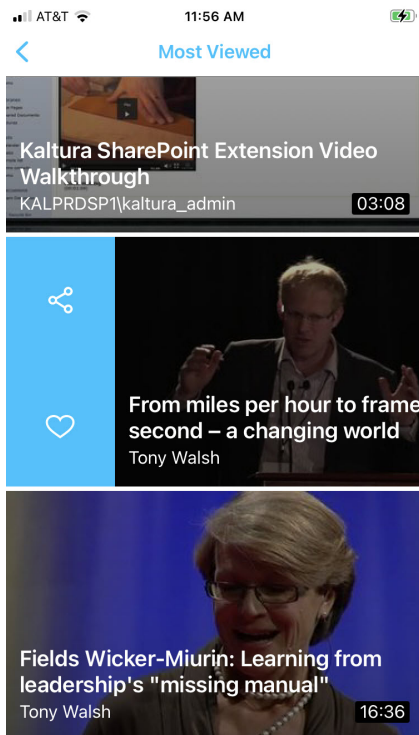 AT&T
11:56 AM
Most Viewed
Kaltura SharePoint Extension Video
Walkthrough
KALPRDSP1\kaltura_admin
03:08
From miles per hour to frame
second – a changing world
Tony Walsh
Fields Wicker-Miurin: Learning from
leadership's "missing manual"
Tony Walsh
16:36